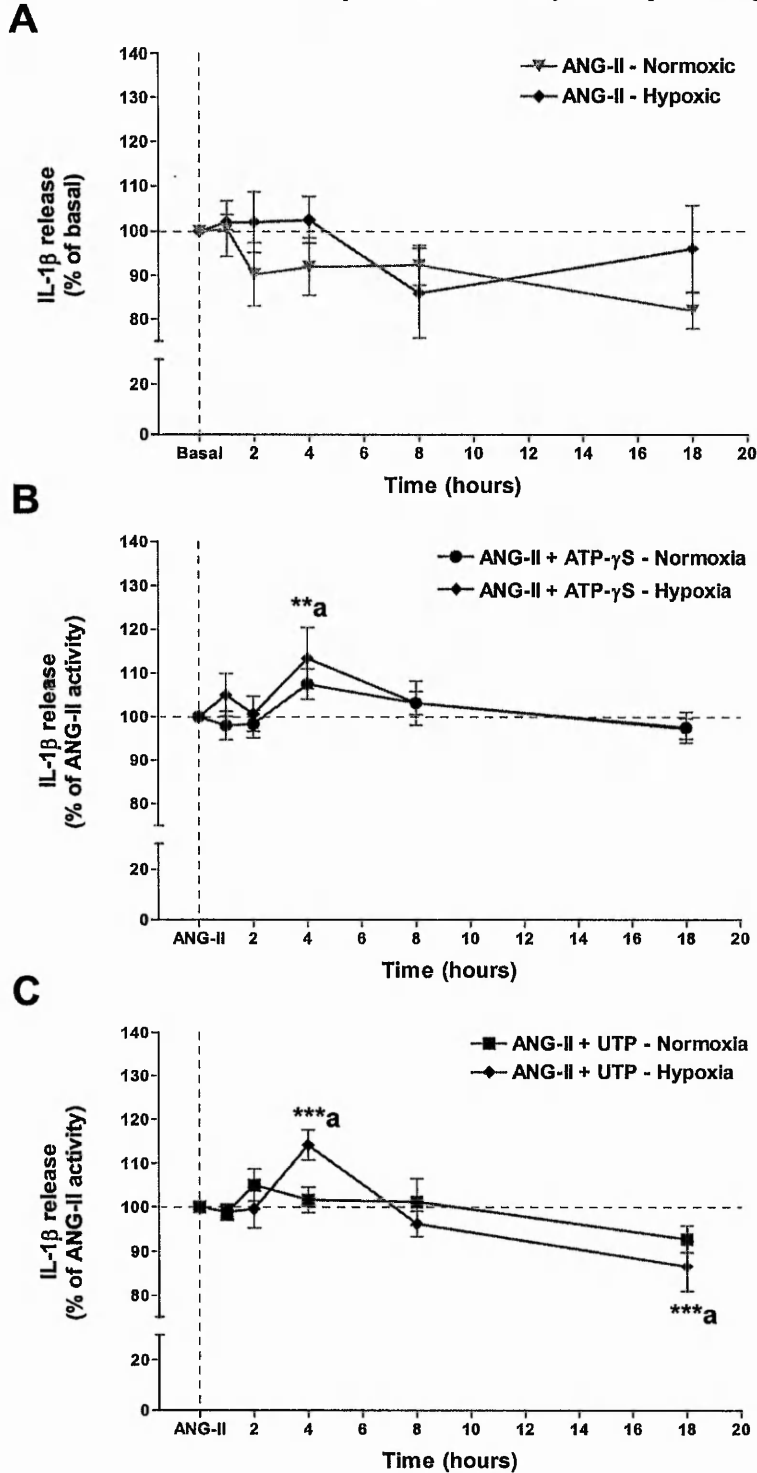 A
140
130
120
110
100
90
80
20
0
IL-1β release
(% of basal)
ANG-II - Normoxic
ANG-II - Hypoxic
Basal 2 4 6 8 10 12 14 16 18 20
Time (hours)
B
140
130
120
110
100
90
80
20
0
IL-1β release
(% of ANG-II activity)
ANG-II + ATP-γS - Normoxia
ANG-II + ATP-γS - Hypoxia
**a
ANG-II 2 4 6 8 10 12 14 16 18 20
Time (hours)
C
140
130
120
110
100
90
80
20
0
IL-1β release
(% of ANG-II activity)
ANG-II + UTP - Normoxia
ANG-II + UTP - Hypoxia
***a
***a
ANG-II 2 4 6 8 10 12 14 16 18 20
Time (hours)